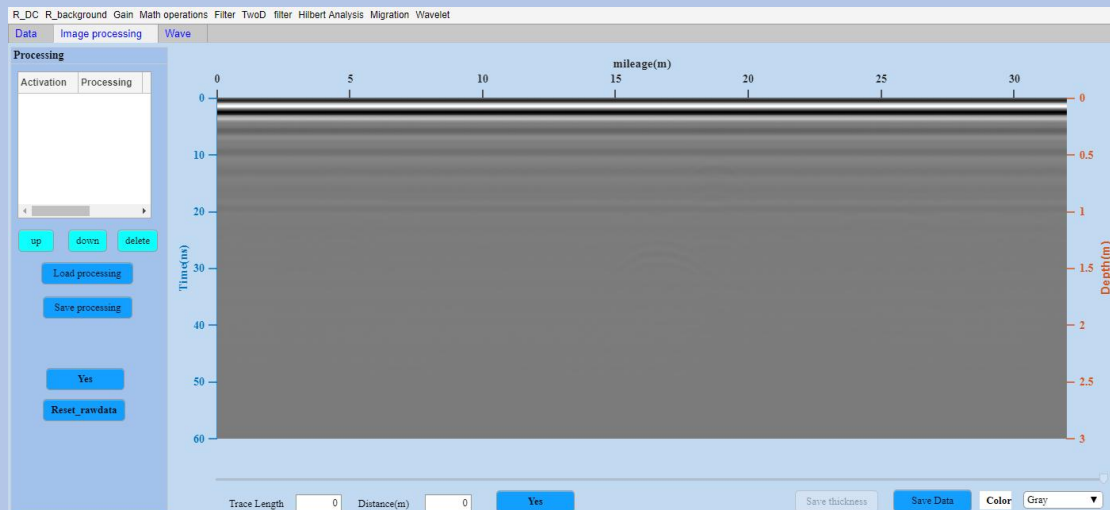 R_DC R_background Gain Math operations Filter TwoD filter Hilbert Analysis Migration Wavelet
Data Image processing Wave
Processing
Activation Processing
up down delete
Load processing
Save processing
Yes
Reset_rawdata
mileage(m)
0 5 10 15 20 25 30
0 0
10 0.5
20 1
Time(ns)
30 1.5
Depth(m)
40 2
50 2.5
60 3
Trace Length 0 Distance(m) 0 Yes Save thickness Save Data Color Gray